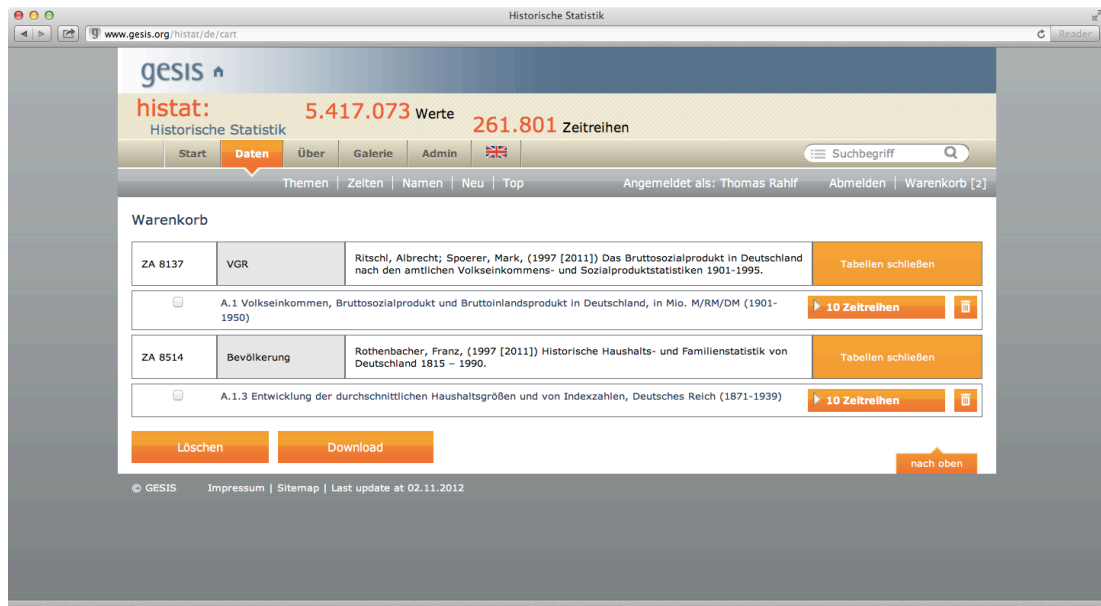 Historische Statistik
www.gesis.org/histat/de/cart
Reader
gesis
histat:
Historische Statistik
5.417.073 Werte
261.801 Zeitreihen
Start Daten Über Galerie Admin
Suchbegriff
Themen | Zeiten | Namen | Neu | Top
Angemeldet als: Thomas Rahlf
Abmelden | Warenkorb [2]
Warenkorb
ZA 8137
VGR
Ritschl, Albrecht; Spoerer, Mark, (1997 [2011]) Das Bruttosozialprodukt in Deutschland
nach den amtlichen Volkseinkommens- und Sozialproduktstatistiken 1901-1995.
Tabellen schließen
A.1 Volkseinkommen, Bruttosozialprodukt und Bruttoinlandsprodukt in Deutschland, in Mio. M/RM/DM (1901-
1950)
10 Zeitreihen
ZA 8514
Bevölkerung
Rothenbacher, Franz, (1997 [2011]) Historische Haushalts- und Familienstatistik von
Deutschland 1815 – 1990.
Tabellen schließen
A.1.3 Entwicklung der durchschnittlichen Haushaltsgrößen und von Indexzahlen, Deutsches Reich (1871-1939)
10 Zeitreihen
Löschen
Download
nach oben
© GESIS
Impressum | Sitemap | Last update at 02.11.2012